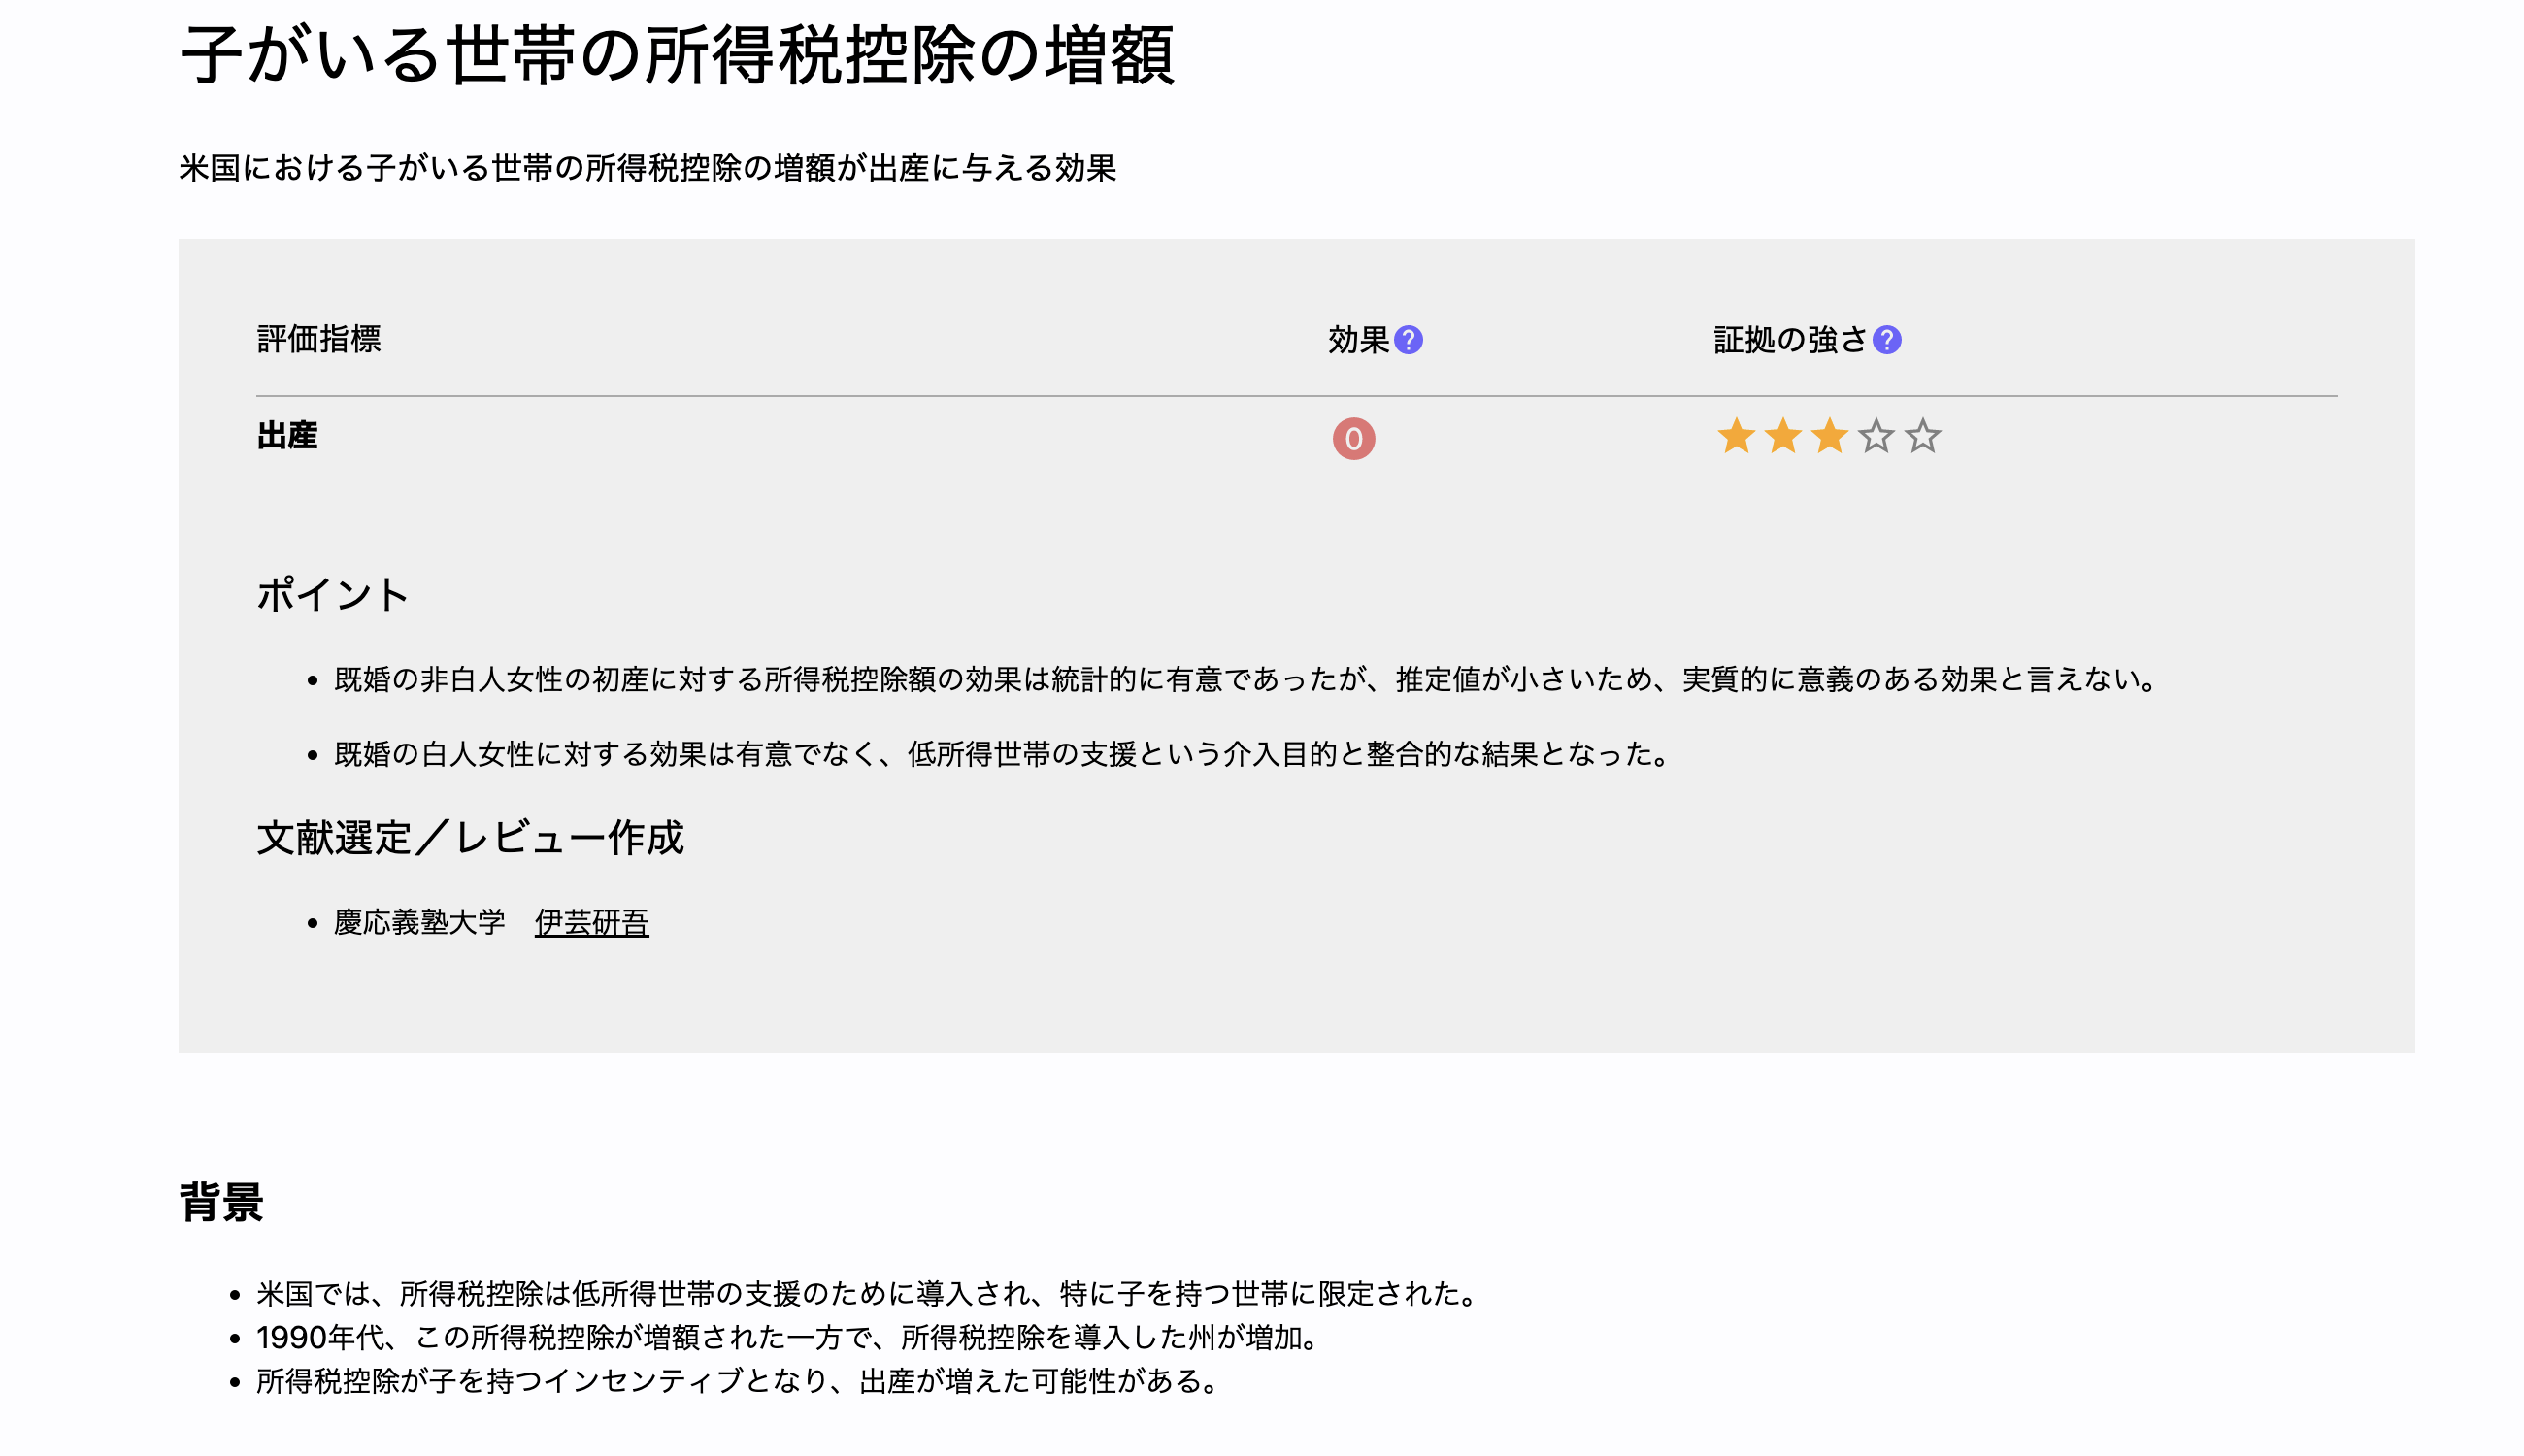 子がいる世帯の所得税控除の増額
米国における子がいる世帯の所得税控除の増額が出産に与える効果
評価指標 効果? 証拠の強さ?
出産 0 ★★★☆☆
ポイント
• 既婚の非白人女性の初産に対する所得税控除額の効果は統計的に有意であったが、推定値が小さいため、実質的に意義のある効果と言えない。
• 既婚の白人女性に対する効果は有意でなく、低所得世帯の支援という介入目的と整合的な結果となった。
文献選定／レビュー作成
• 慶応義塾大学　伊芸研吾
背景
• 米国では、所得税控除は低所得世帯の支援のために導入され、特に子を持つ世帯に限定された。
• 1990年代、この所得税控除が増額された一方で、所得税控除を導入した州が増加。
• 所得税控除が子を持つインセンティブとなり、出産が増えた可能性がある。